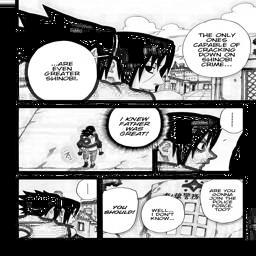 THE ONLY
ONES
CAPABLE OF
CRACKING
DOWN ON
SHINOBI
CRIME...
...ARE
EVEN
GREATER
SHINOBI.
I KNEW
FATHER
WAS
GREAT!
ARE YOU
GONNA
JOIN THE
POLICE
FORCE,
TOO?
WELL...
I DON'T
KNOW...
YOU
SHOULD!